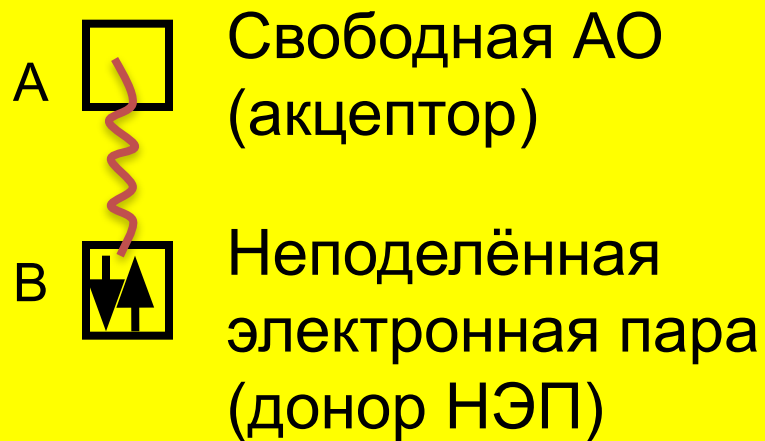 A
Свободная АО
(акцептор)
B
Неподелённая
электронная пара
(донор НЭП)